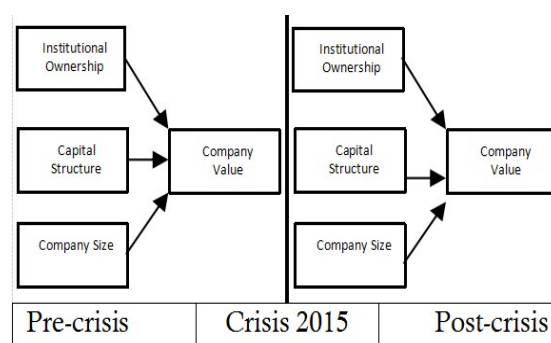 Institutional
Ownership
Capital
Structure
Company
Value
Company Size
Institutional
Ownership
Capital
Structure
Company
Value
Company Size
Pre-crisis
Crisis 2015
Post-crisis